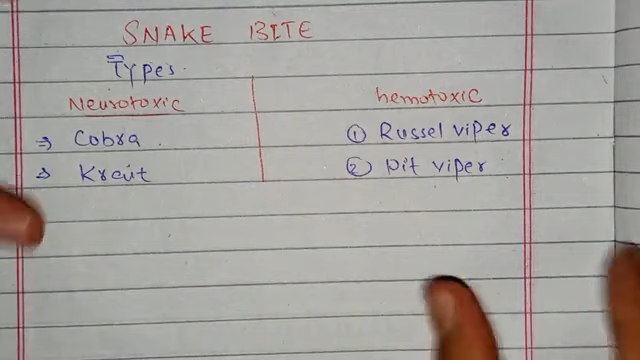 SNAKE BITE
Types.
Neurotoxic hemotoxic
⇒ Cobra ① Russel viper
⇒ Krait ② Pit viper